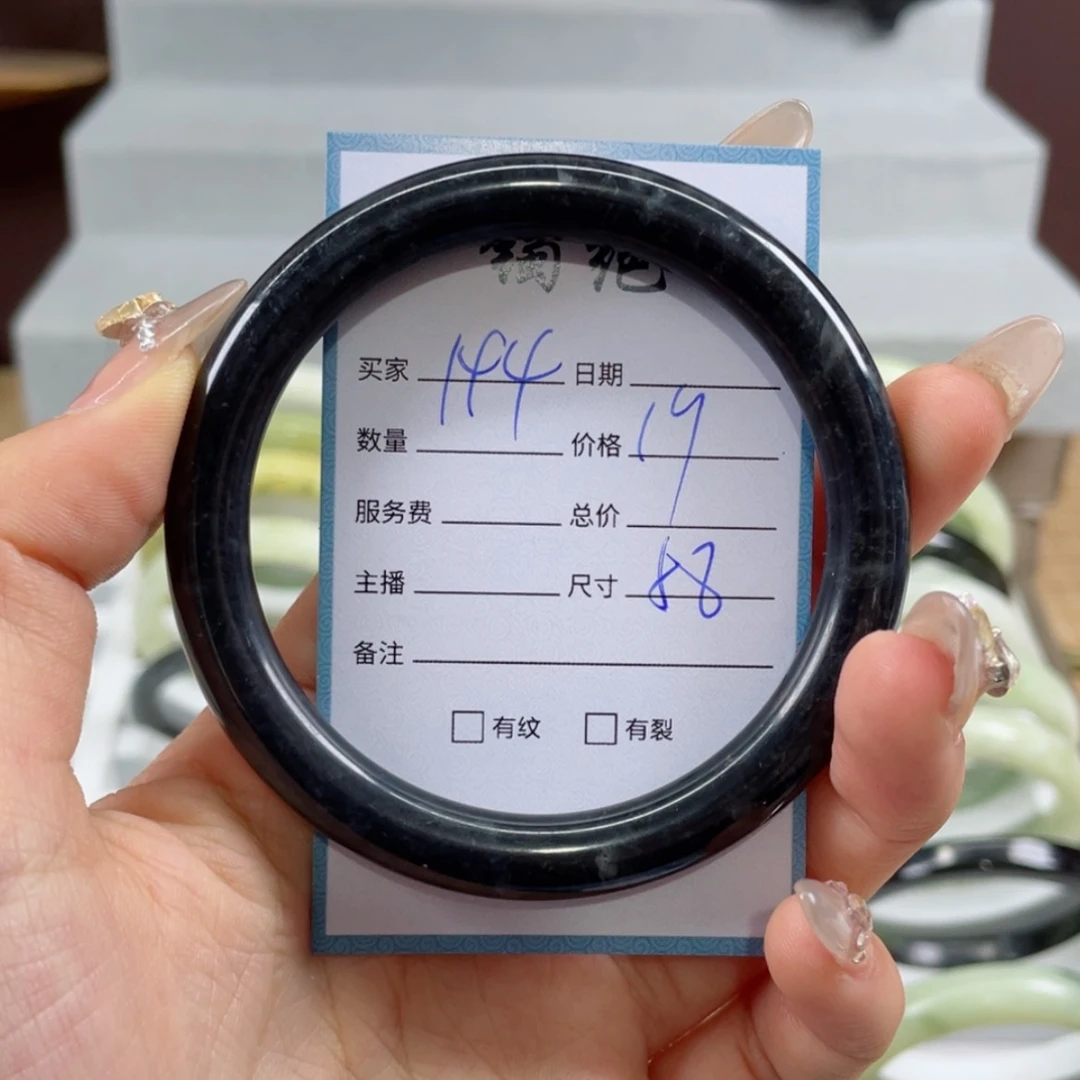 买家 144 日期
数量 价格 19
服务费 总价
主播 尺寸 58
备注
□有纹 □有裂